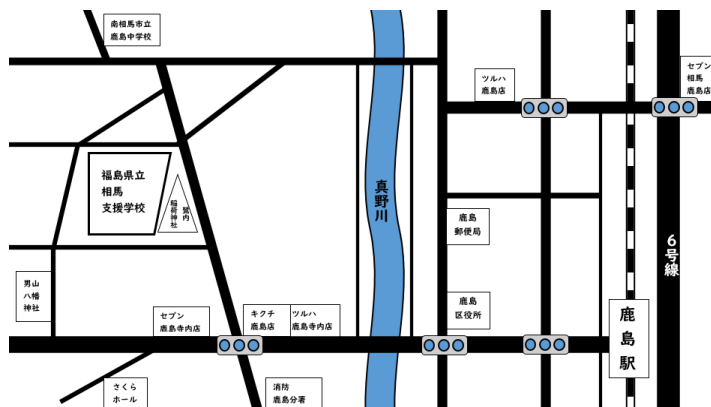 南相馬市立
鹿島中学校
セブン
相馬
鹿島店
ツルハ
鹿島店
福島県立
相馬
支援学校
鷲内
稲荷神社
真野川
鹿島
郵便局
6号線
男山
八幡
神社
セブン
鹿島寺内店
キクチ
鹿島店
ツルハ
鹿島寺内店
鹿島
区役所
鹿島駅
さくら
ホール
消防
鹿島分署